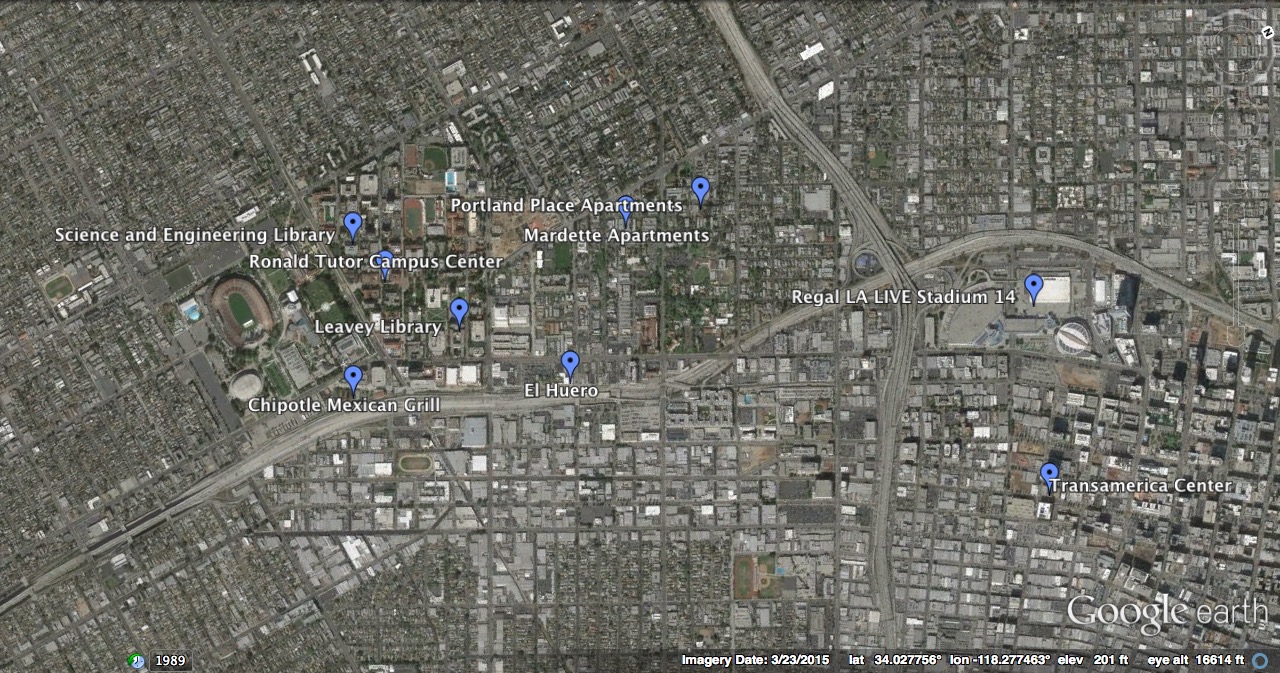 N
Portland Place Apartments
Science and Engineering Library
Mardette Apartments
Ronald Tutor Campus Center
Regal LA LIVE Stadium 14
Leavey Library
El Huero
Chipotle Mexican Grill
Transamerica Center
Google earth
1989
Imagery Date: 3/23/2015 lat 34.027756° lon -118.277463° elev 201 ft eye alt 16614 ft